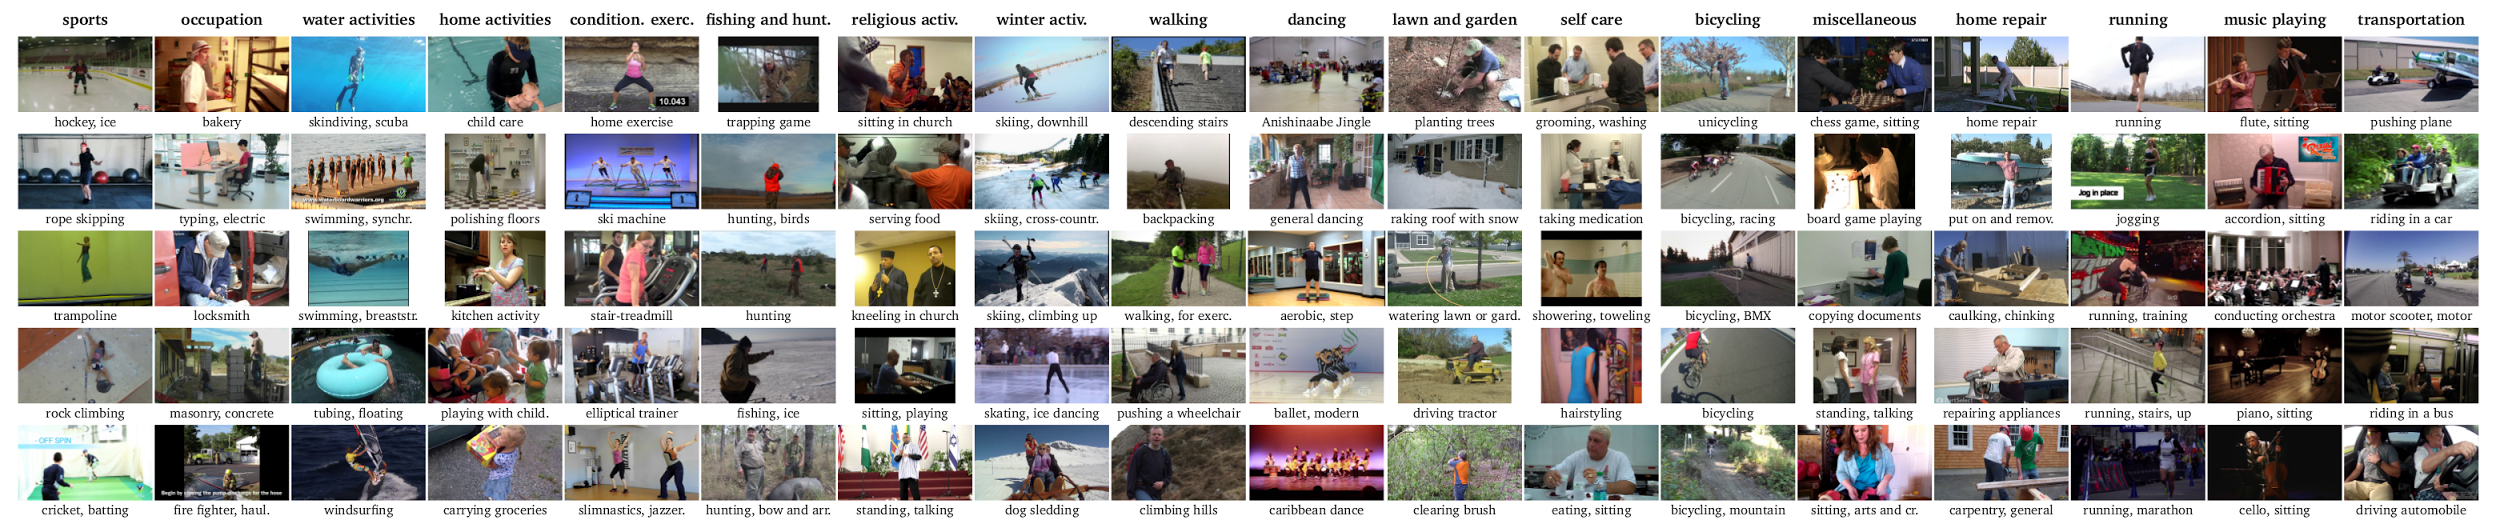 sports occupation water activities home activities condition. exerc. fishing and hunt. religious activ. winter activ. walking dancing lawn and garden self care bicycling miscellaneous home repair running music playing transportation
10.043
hockey, ice bakery skindiving, scuba child care home exercise trapping game sitting in church skiing, downhill descending stairs Anishinaabe Jingle planting trees grooming, washing unicycling chess game, sitting home repair running flute, sitting pushing plane
Jog in place
www.waterboardwarriors.org
rope skipping typing, electric swimming, synchr. polishing floors ski machine hunting, birds serving food skiing, cross-countr. backpacking general dancing raking roof with snow taking medication bicycling, racing board game playing put on and remov. jogging accordion, sitting riding in a car
trampoline locksmith swimming, breaststr. kitchen activity stair-treadmill hunting kneeling in church skiing, climbing up walking, for exerc. aerobic, step watering lawn or gard. showering, toweling bicycling, BMX copying documents caulking, chinking running, training conducting orchestra motor scooter, motor
rock climbing masonry, concrete tubing, floating playing with child. elliptical trainer fishing, ice sitting, playing skating, ice dancing pushing a wheelchair ballet, modern driving tractor hairstyling bicycling standing, talking repairing appliances running, stairs, up piano, sitting riding in a bus
- OFF SPIN
Begin by opening the pump discharge for the hose
cricket, batting fire fighter, haul. windsurfing carrying groceries slimnastics, jazzer. hunting, bow and arr. standing, talking dog sledding climbing hills caribbean dance clearing brush eating, sitting bicycling, mountain sitting, arts and cr. carpentry, general running, marathon cello, sitting driving automobile